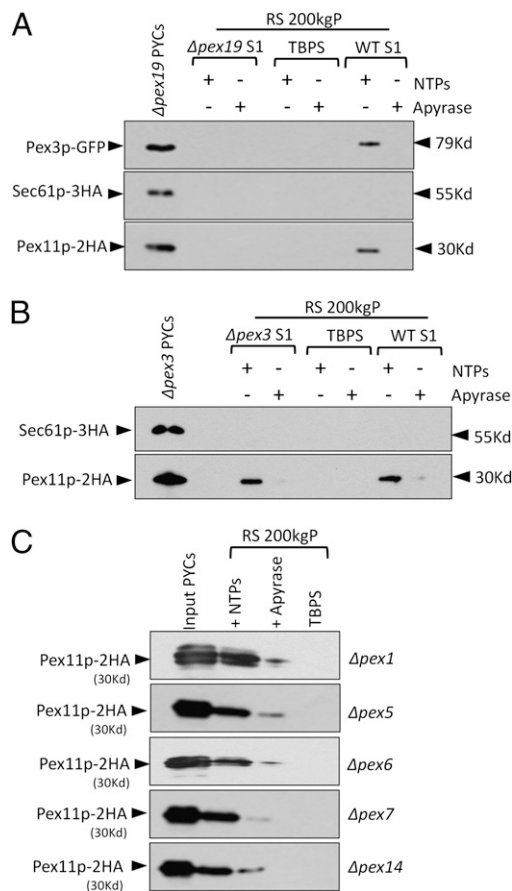 A
RS 200kgP
Δpex19 PYCs
Δpex19 S1 TBPS WT S1
+ - + - + - NTPs
- + - + - + Apyrase
Pex3p-GFP 79Kd
Sec61p-3HA 55Kd
Pex11p-2HA 30Kd
B
RS 200kgP
Δpex3 PYCs
Δpex3 S1 TBPS WT S1
+ - + - + - NTPs
- + - + - + Apyrase
Sec61p-3HA 55Kd
Pex11p-2HA 30Kd
C
RS 200kgP
Input PYCs + NTPs + Apyrase TBPS
Pex11p-2HA Δpex1
(30Kd)
Pex11p-2HA Δpex5
(30Kd)
Pex11p-2HA Δpex6
(30Kd)
Pex11p-2HA Δpex7
(30Kd)
Pex11p-2HA Δpex14
(30Kd)